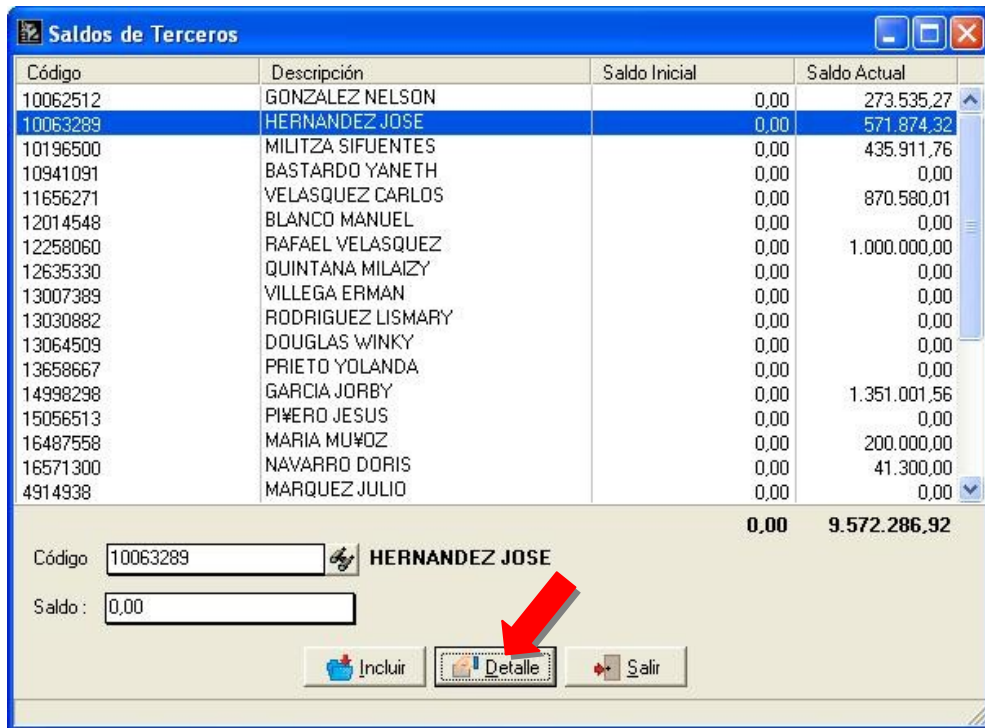 Saldos de Terceros
Código Descripción Saldo Inicial Saldo Actual
10062512 GONZALEZ NELSON 0,00 273.535,27
10063289 HERNANDEZ JOSE 0,00 571.874,32
10196500 MILITZA SIFUENTES 0,00 435.911,76
10941091 BASTARDO YANETH 0,00 0,00
11656271 VELASQUEZ CARLOS 0,00 870.580,01
12014548 BLANCO MANUEL 0,00 0,00
12258060 RAFAEL VELASQUEZ 0,00 1.000.000,00
12635330 QUINTANA MILAIZY 0,00 0,00
13007389 VILLEGA ERMAN 0,00 0,00
13030882 RODRIGUEZ LISMARY 0,00 0,00
13064509 DOUGLAS WINKY 0,00 0,00
13658667 PRIETO YOLANDA 0,00 0,00
14998298 GARCIA JORBY 0,00 1.351.001,56
15056513 PI¥ERO JESUS 0,00 0,00
16487558 MARIA MU¥OZ 0,00 200.000,00
16571300 NAVARRO DORIS 0,00 41.300,00
4914938 MARQUEZ JULIO 0,00 0,00
0,00 9.572.286,92
Código 10063289 HERNANDEZ JOSE
Saldo : 0,00
Incluir Detalle Salir